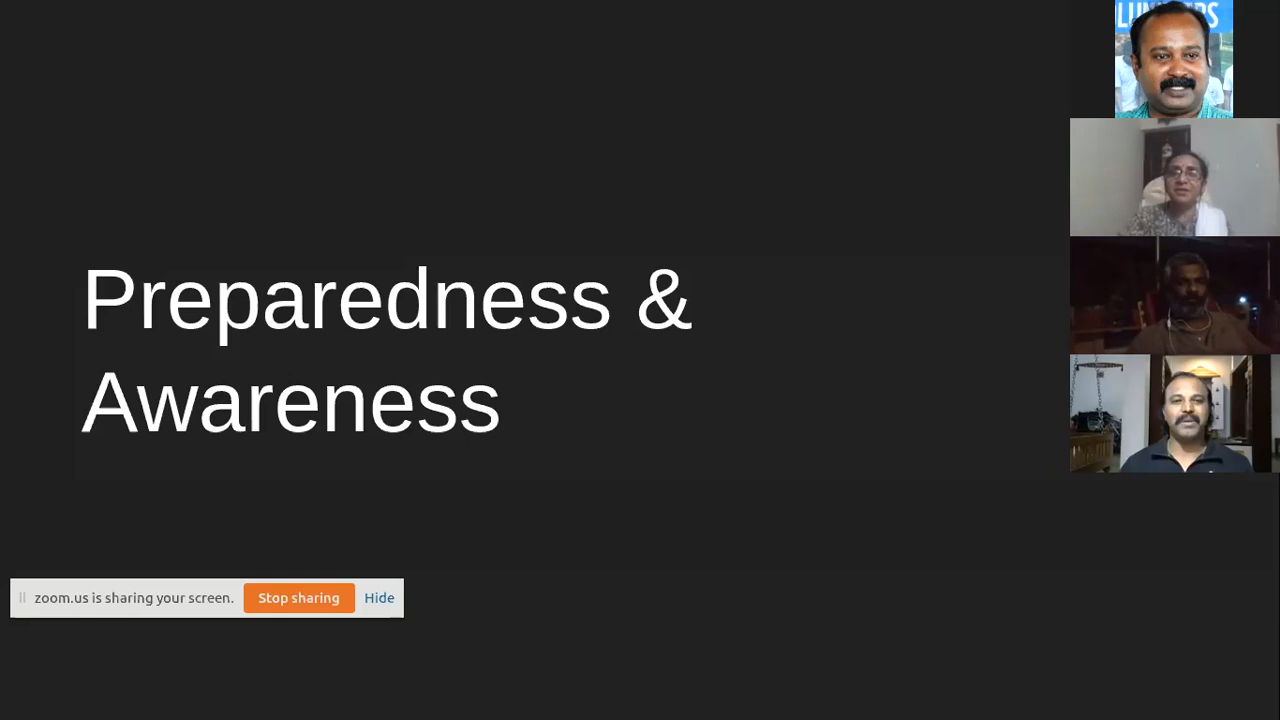 Preparedness &
Awareness
zoom.us is sharing your screen. Stop sharing Hide